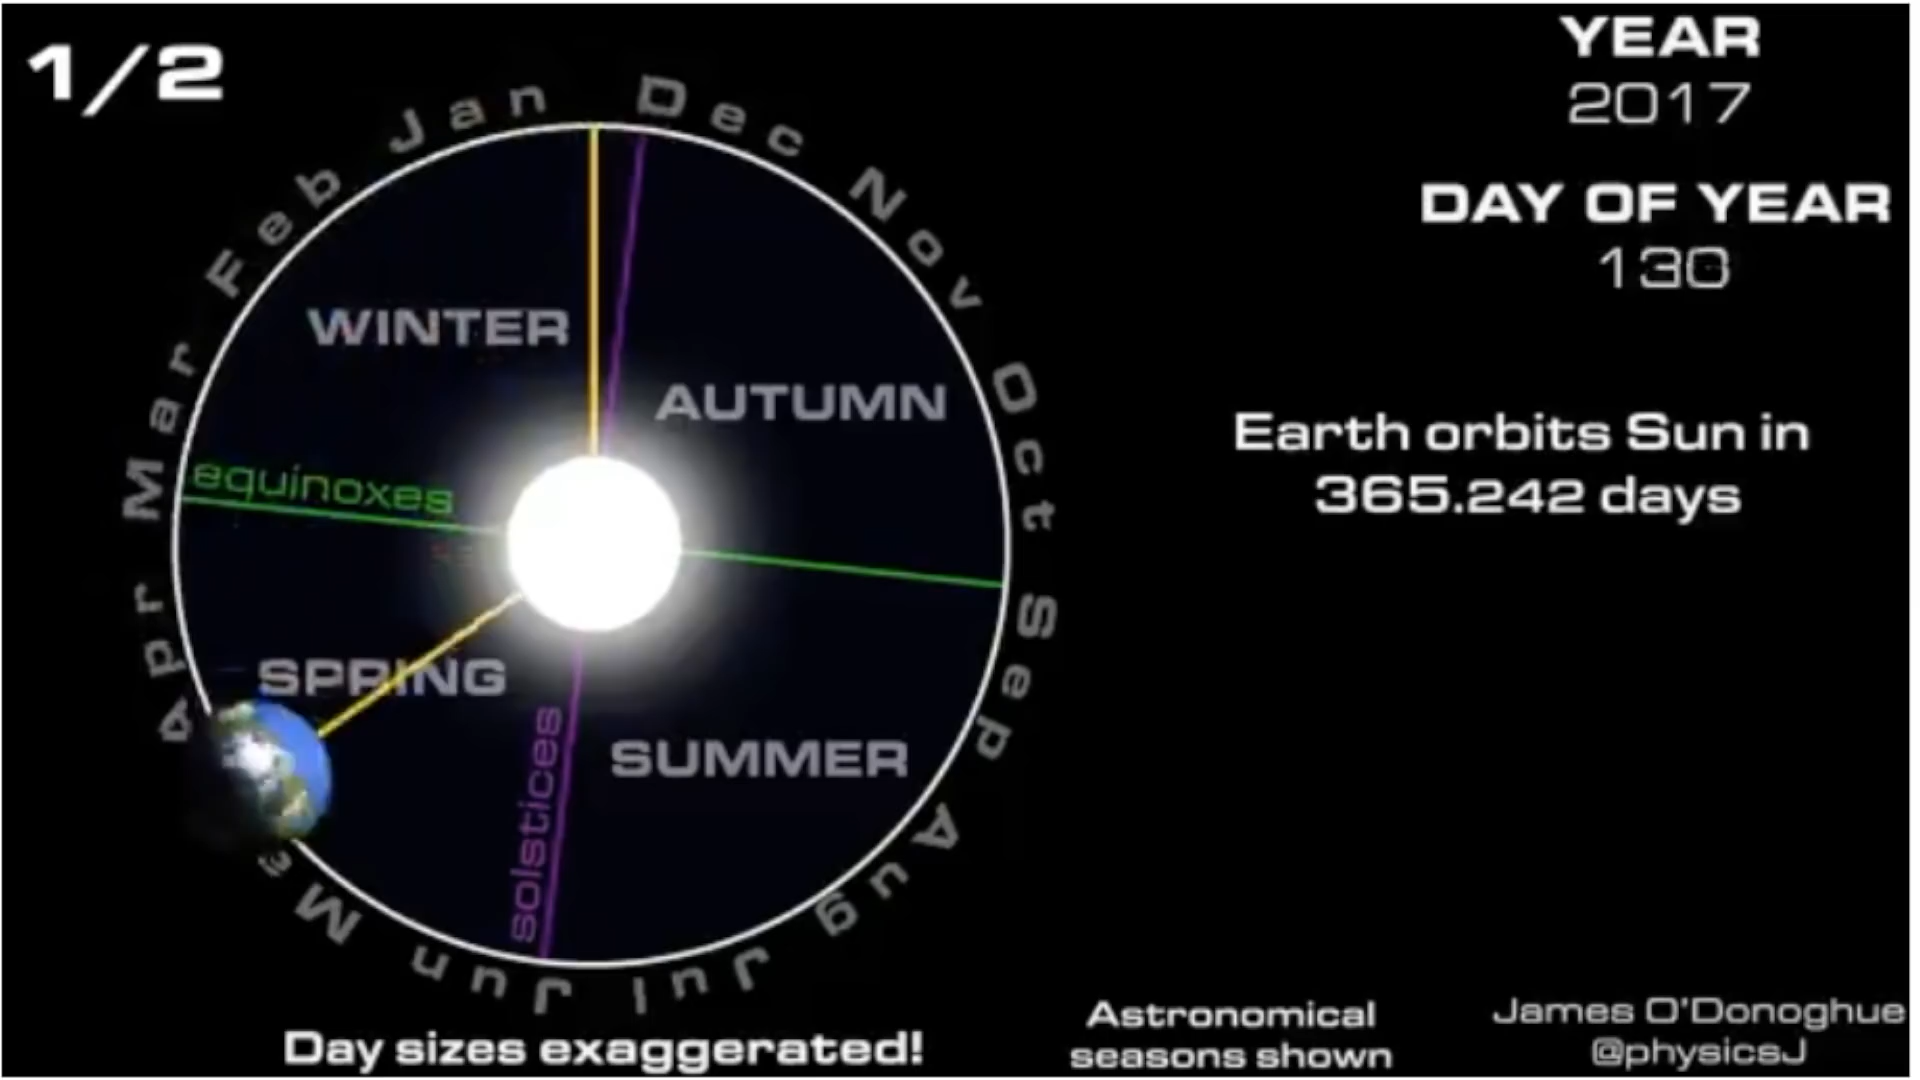 1/2
YEAR
2017
DAY OF YEAR
130
Earth orbits Sun in
365.242 days
Jan
Feb
Mar
Apr
Jun
Jul
Aug
Sep
Oct
Nov
Dec
WINTER
AUTUMN
equinoxes
SPRING
SUMMER
solstices
Day sizes exaggerated!
Astronomical
seasons shown
James O'Donoghue
@physicsJ